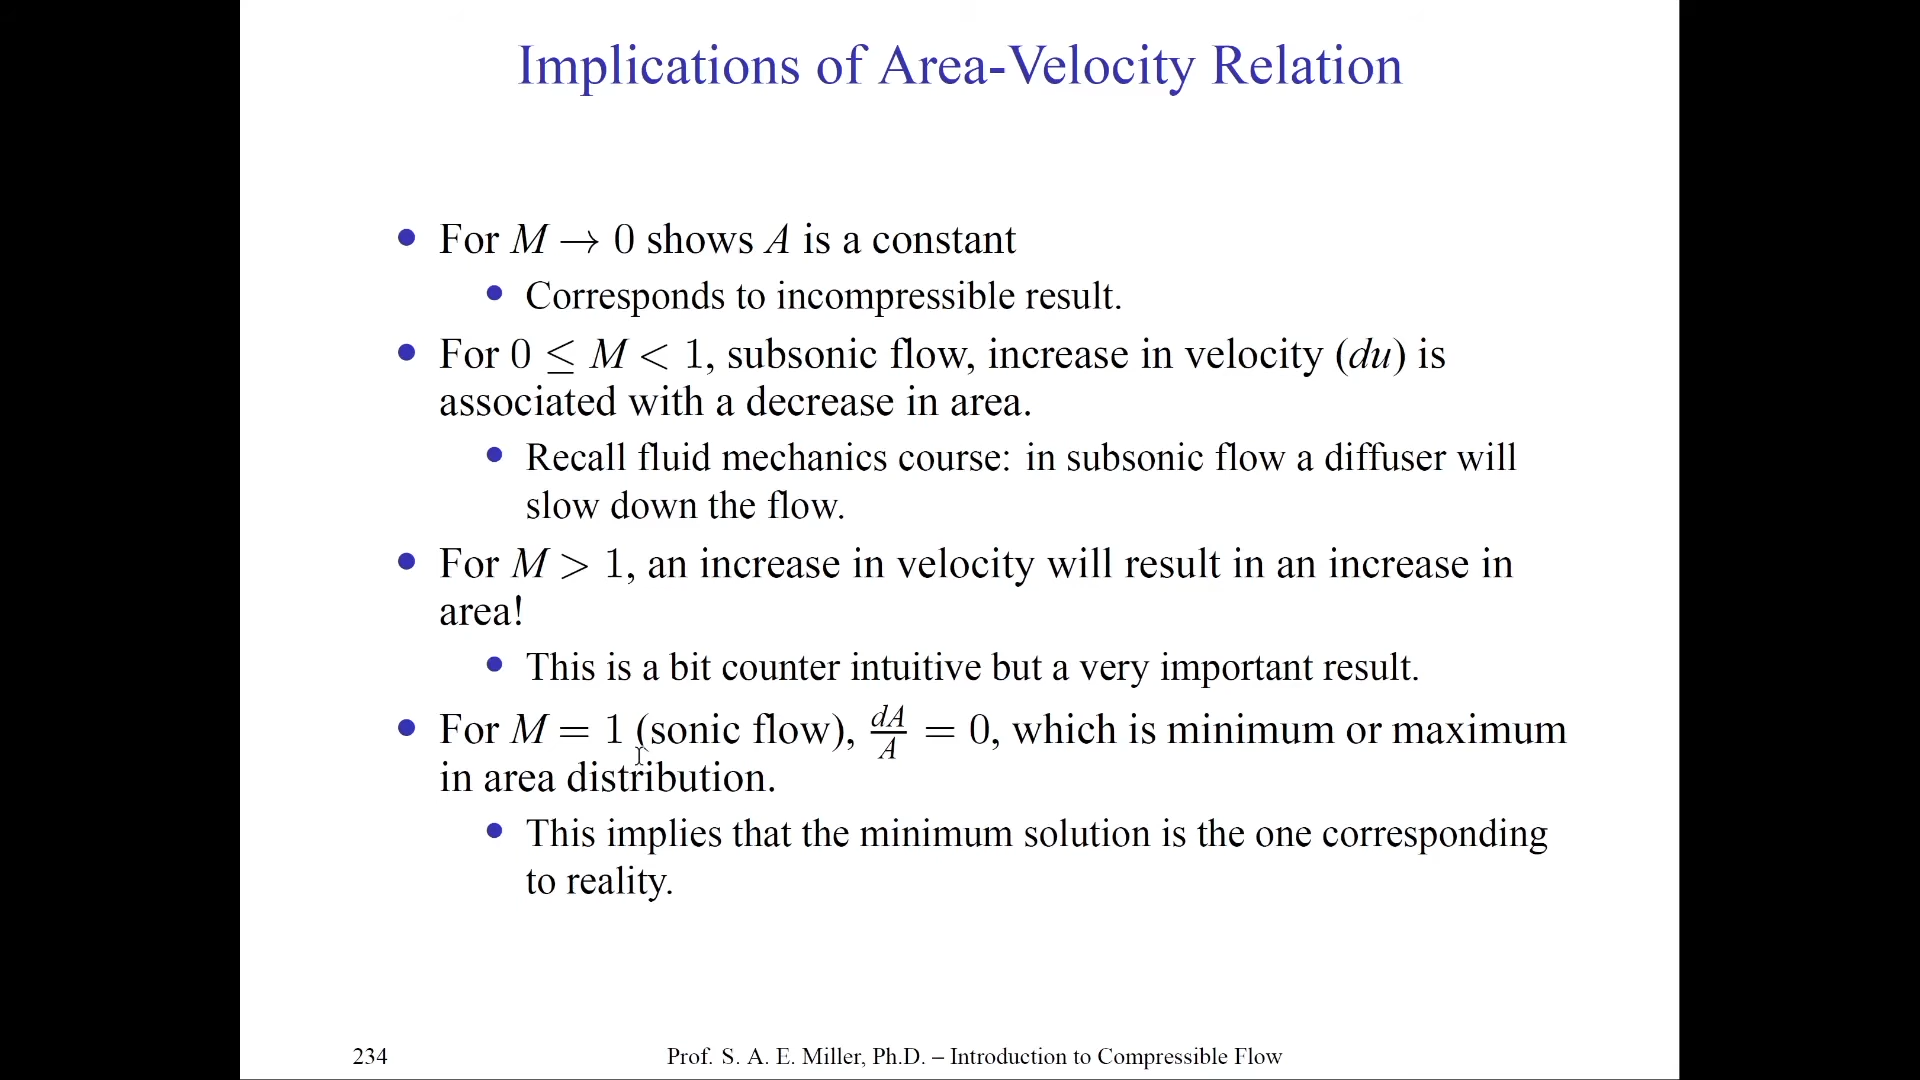 Implications of Area-Velocity Relation
• For M → 0 shows A is a constant
• Corresponds to incompressible result.
• For 0 ≤ M < 1, subsonic flow, increase in velocity (du) is
associated with a decrease in area.
• Recall fluid mechanics course: in subsonic flow a diffuser will
slow down the flow.
• For M > 1, an increase in velocity will result in an increase in
area!
• This is a bit counter intuitive but a very important result.
• For M = 1 (sonic flow), dA/A = 0, which is minimum or maximum
in area distribution.
• This implies that the minimum solution is the one corresponding
to reality.
234 Prof. S. A. E. Miller, Ph.D. – Introduction to Compressible Flow